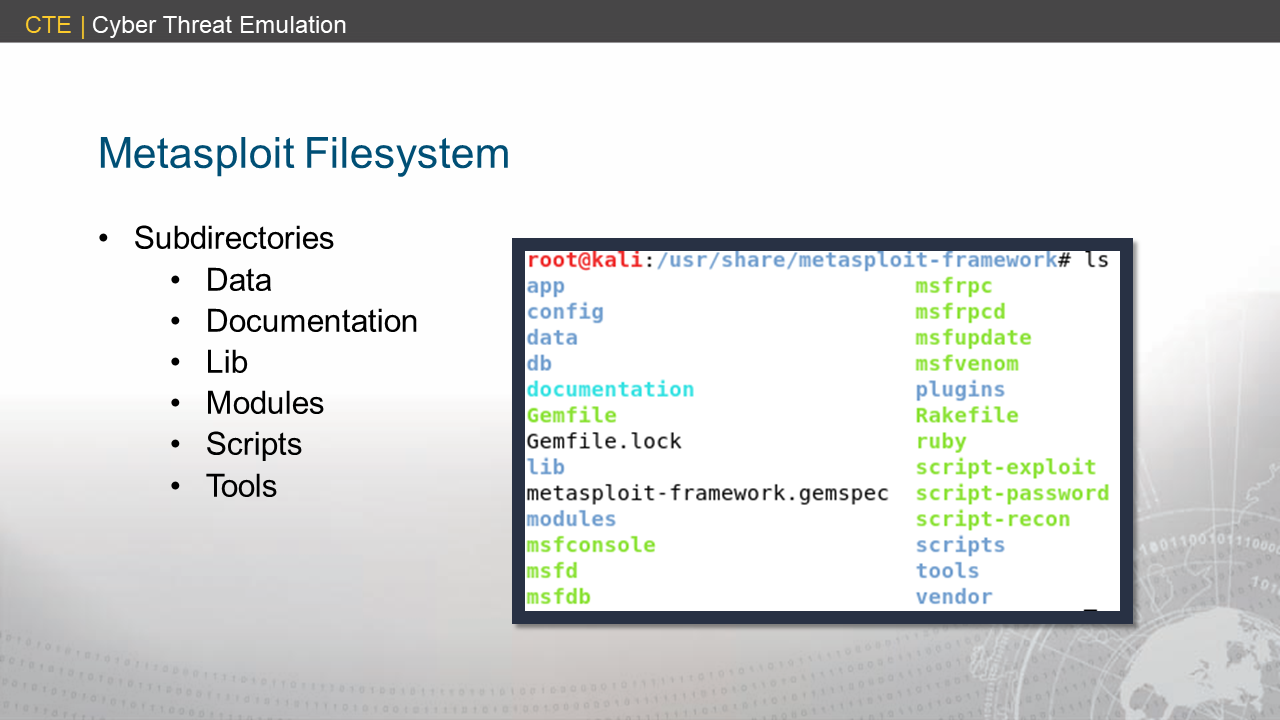 CTE | Cyber Threat Emulation
Metasploit Filesystem
• Subdirectories
• Data
• Documentation
• Lib
• Modules
• Scripts
• Tools
root@kali:/usr/share/metasploit-framework# ls
app msfrpc
config msfrpcd
data msfupdate
db msfvenom
documentation plugins
Gemfile Rakefile
Gemfile.lock ruby
lib script-exploit
metasploit-framework.gemspec script-password
modules script-recon
msfconsole scripts
msfd tools
msfdb vendor